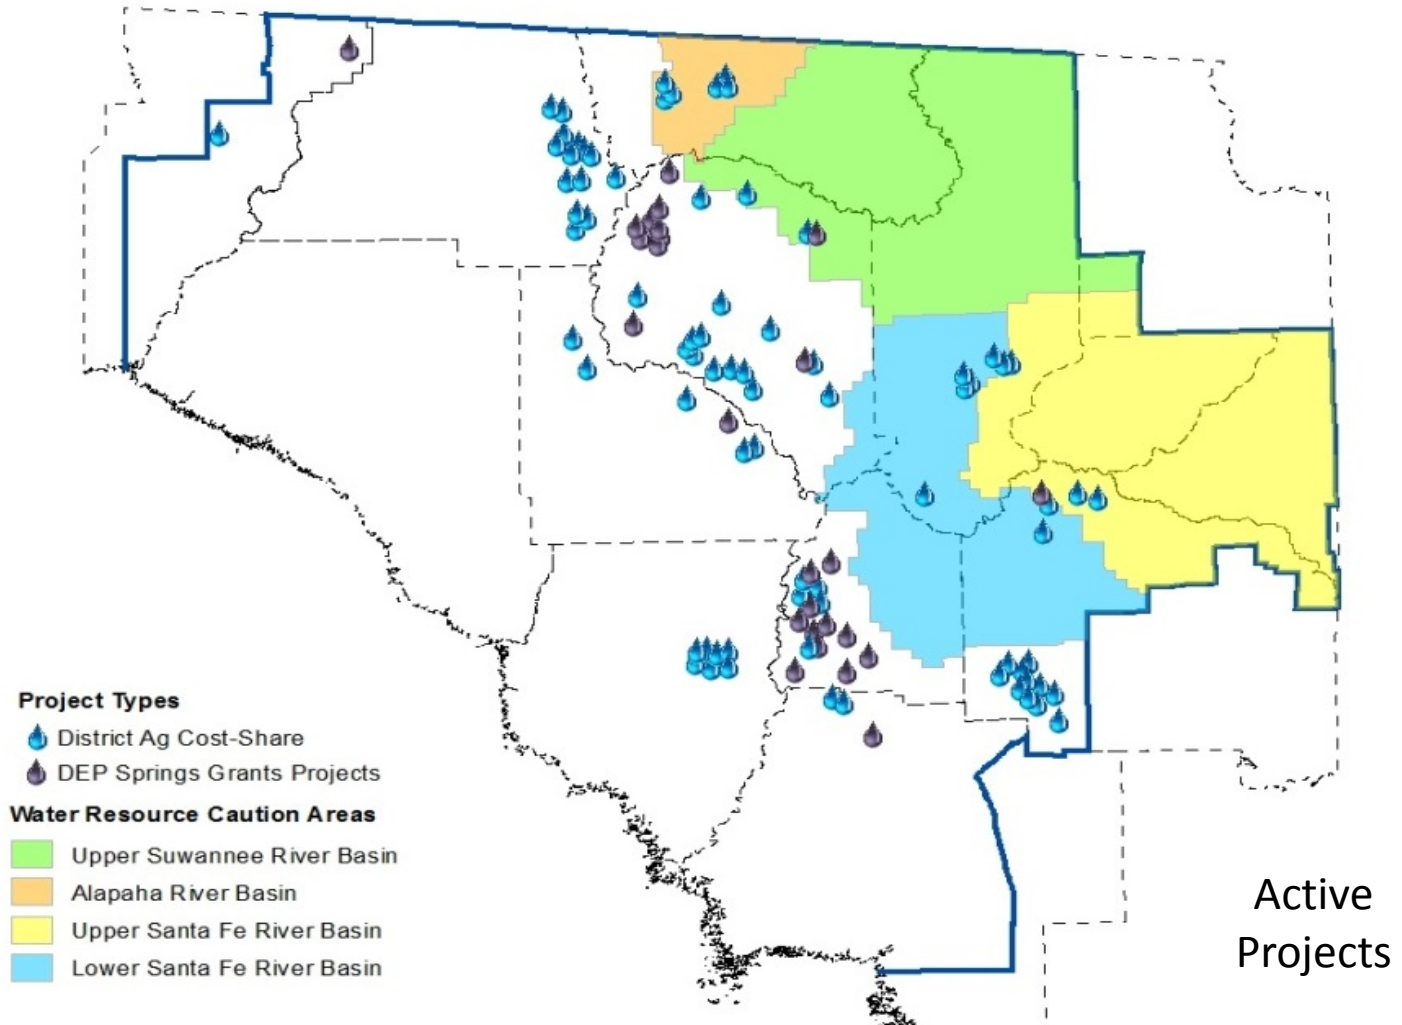 Project Types
District Ag Cost-Share
DEP Springs Grants Projects
Water Resource Caution Areas
Upper Suwannee River Basin
Alapaha River Basin
Upper Santa Fe River Basin
Lower Santa Fe River Basin
Active
Projects